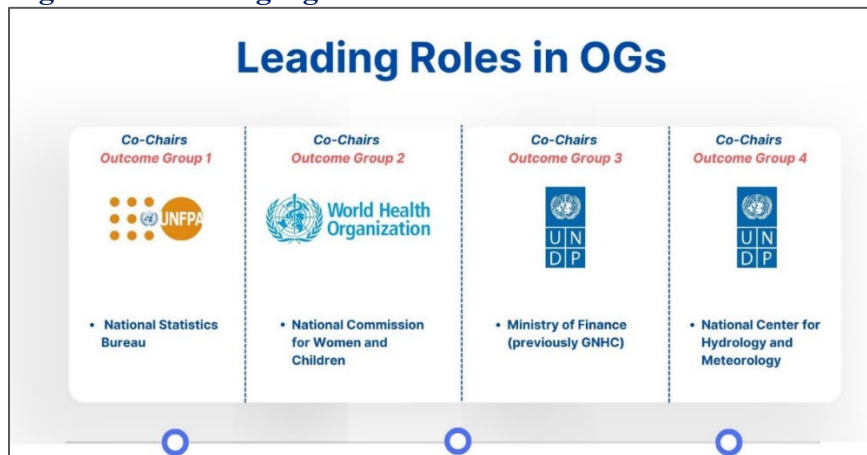 Leading Roles in OGs
Co-Chairs
Outcome Group 1
UNFPA
• National Statistics
Bureau
Co-Chairs
Outcome Group 2
World Health
Organization
• National Commission
for Women and
Children
Co-Chairs
Outcome Group 3
U N
D P
• Ministry of Finance
(previously GNHC)
Co-Chairs
Outcome Group 4
U N
D P
• National Center for
Hydrology and
Meteorology